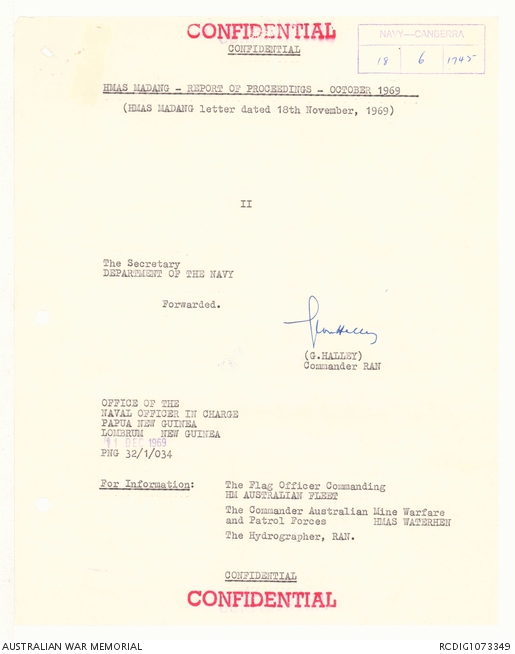 CONFIDENTIAL
CONFIDENTIAL
NAVY—CANBERRA
18 6 1745
HMAS MADANG - REPORT OF PROCEEDINGS - OCTOBER 1969
(HMAS MADANG letter dated 18th November, 1969)
II
The Secretary
DEPARTMENT OF THE NAVY
Forwarded.
(G.HALLEY)
Commander RAN
OFFICE OF THE
NAVAL OFFICER IN CHARGE
PAPUA NEW GUINEA
LOMBRUM NEW GUINEA
11 DEC 1969
PNG 32/1/034
For Information: The Flag Officer Commanding
HM AUSTRALIAN FLEET
The Commander Australian Mine Warfare
and Patrol Forces HMAS WATERHEN
The Hydrographer, RAN.
CONFIDENTIAL
CONFIDENTIAL
AUSTRALIAN WAR MEMORIAL
RCDIG1073349